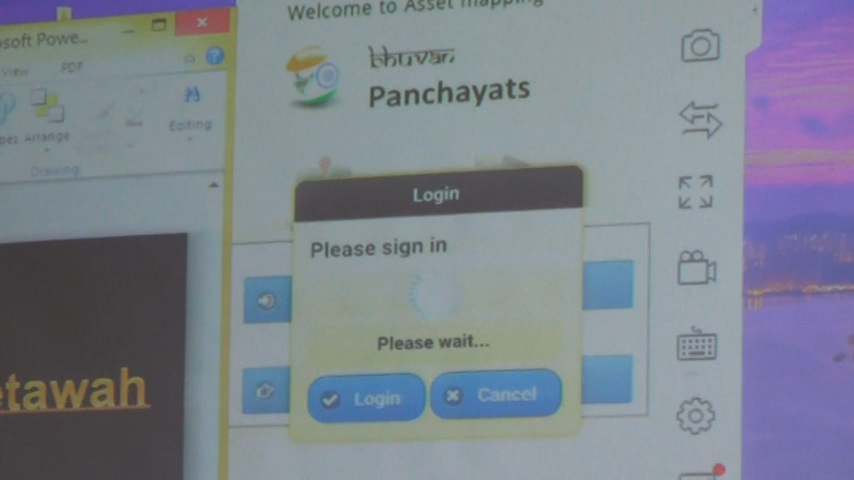 Welcome to Asset mapping
bhuvan
Panchayats
Login
Please sign in
Please wait...
Login
Cancel
View
PDF
Arrange
Editing
Drawing
etawah